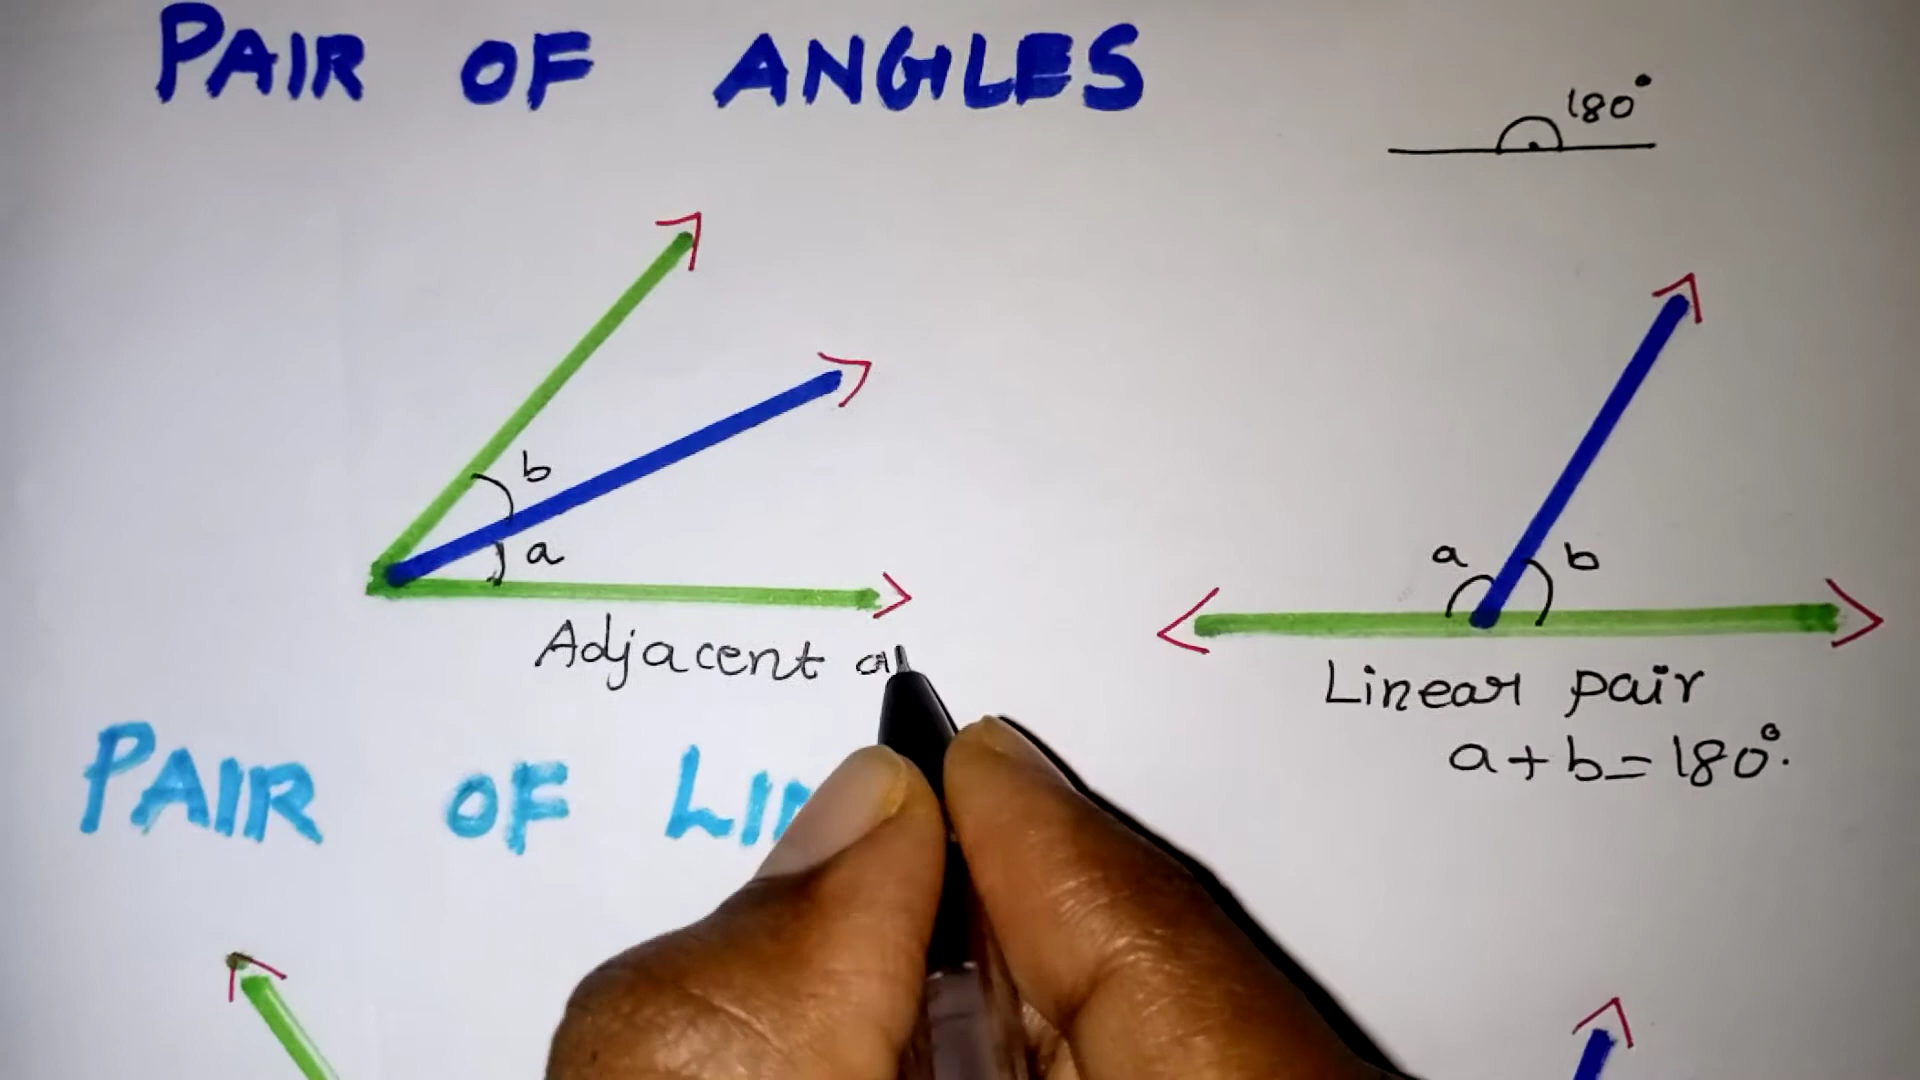 PAIR OF ANGLES
180°
b
a
Adjacent
a
b
Linear pair
a + b = 180°.
PAIR OF